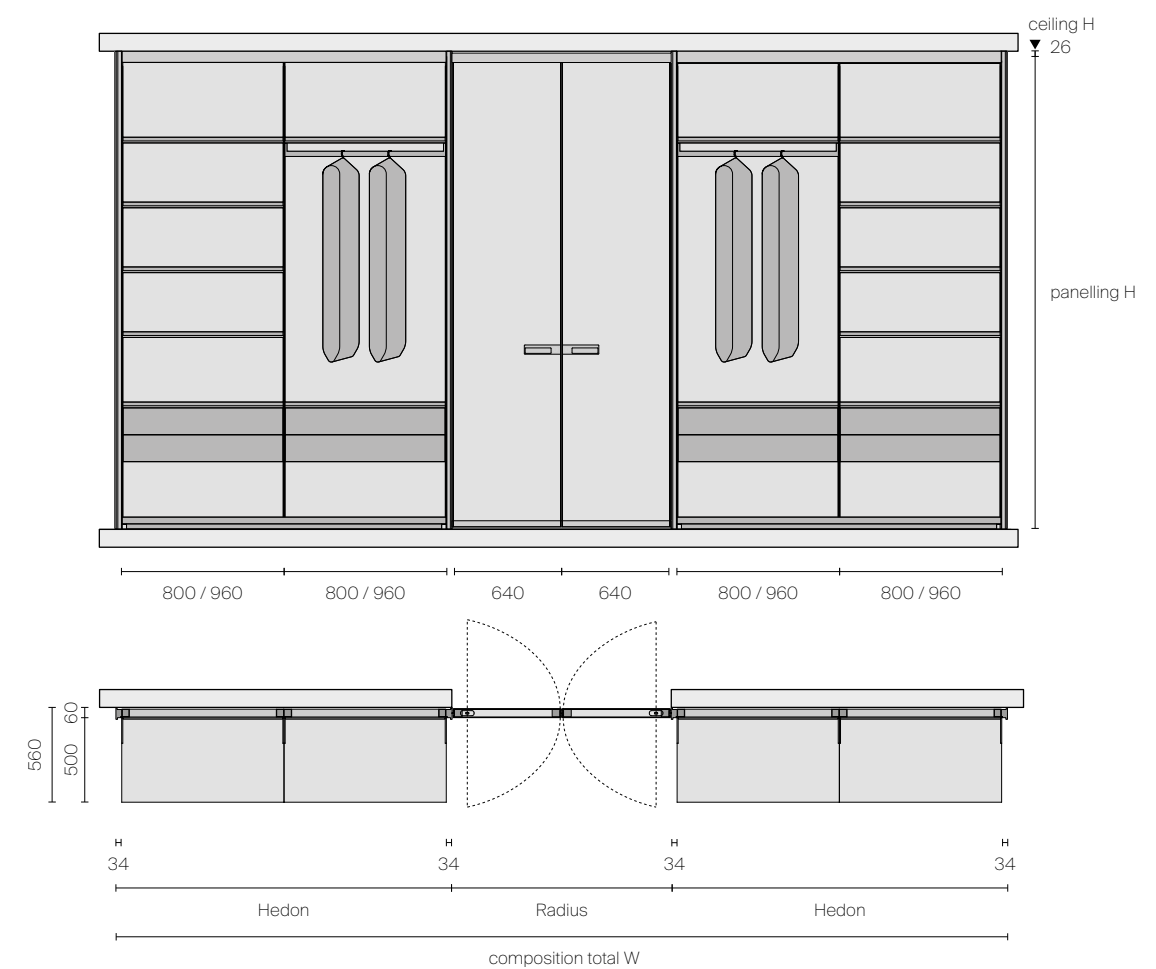 ceiling H
26
panelling H
800 / 960 800 / 960 640 640 800 / 960 800 / 960
560 500 60
34 34 34 34
Hedon Radius Hedon
composition total W